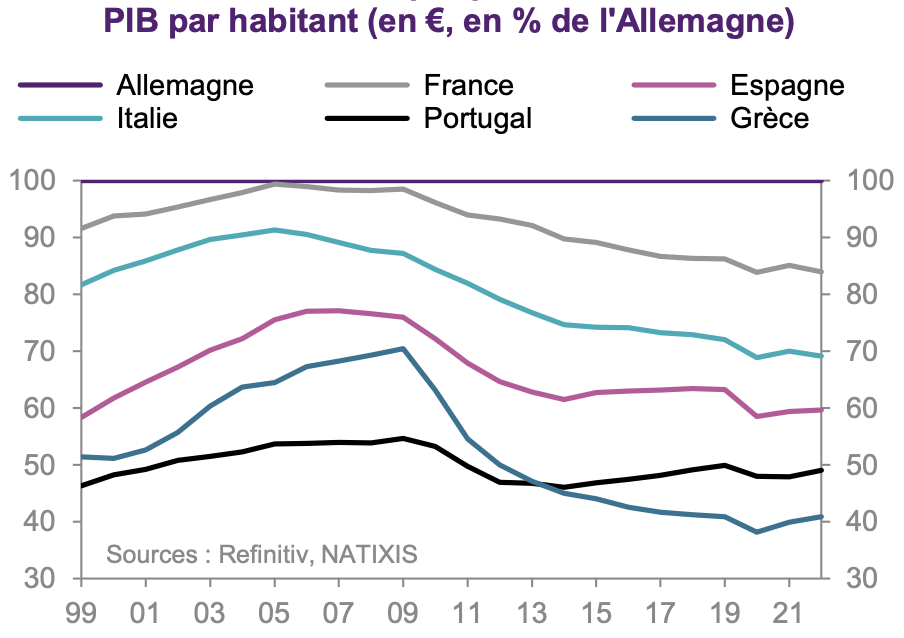 PIB par habitant (en €, en % de l'Allemagne)
Allemagne France Espagne
Italie Portugal Grèce
100 100
90 90
80 80
70 70
60 60
50 50
40 40
Sources : Refinitiv, NATIXIS
30 30
99 01 03 05 07 09 11 13 15 17 19 21